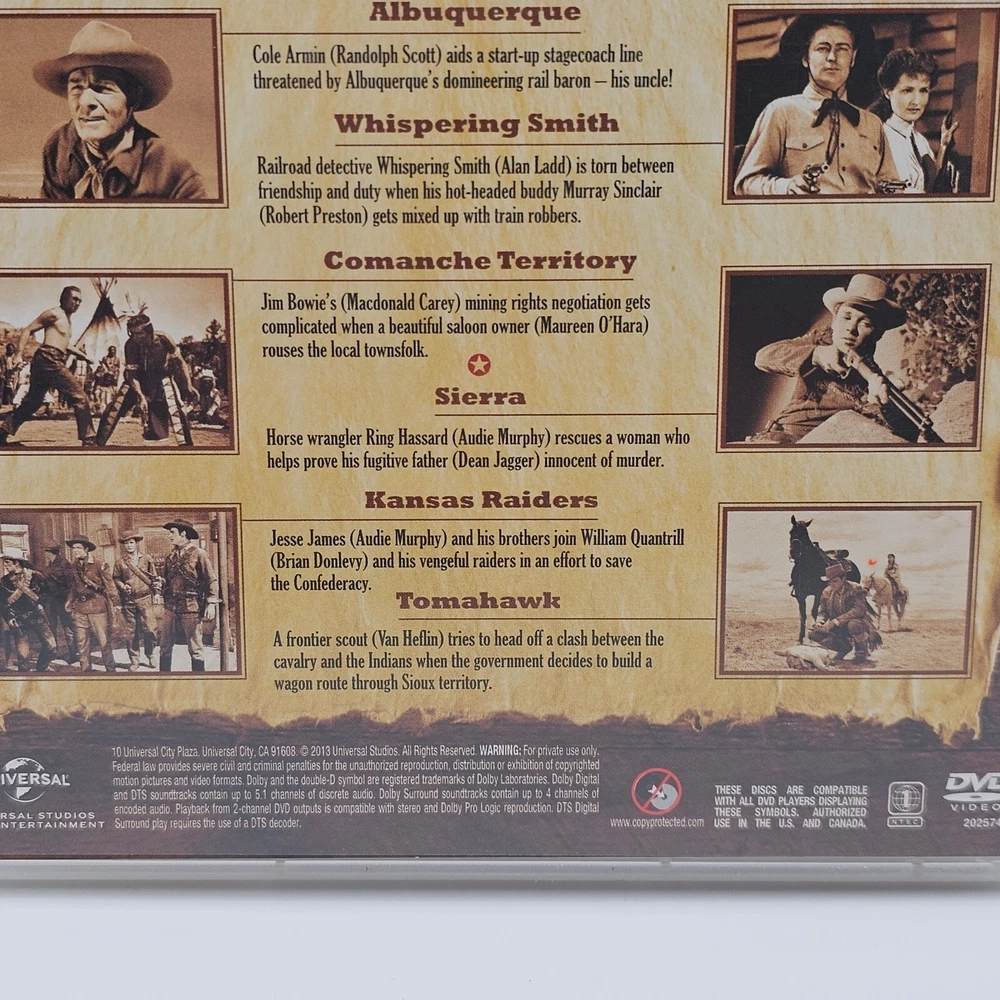 Albuquerque
Cole Armin (Randolph Scott) aids a start-up stagecoach line
threatened by Albuquerque's domineering rail baron – his uncle!
Whispering Smith
Railroad detective Whispering Smith (Alan Ladd) is torn between
friendship and duty when his hot-headed buddy Murray Sinclair
(Robert Preston) gets mixed up with train robbers.
Comanche Territory
Jim Bowie's (Macdonald Carey) mining rights negotiation gets
complicated when a beautiful saloon owner (Maureen O'Hara)
rouses the local townsfolk.
Sierra
Horse wrangler Ring Hassard (Audie Murphy) rescues a woman who
helps prove his fugitive father (Dean Jagger) innocent of murder.
Kansas Raiders
Jesse James (Audie Murphy) and his brothers join William Quantrill
(Brian Donlevy) and his vengeful raiders in an effort to save
the Confederacy.
Tomahawk
A frontier scout (Van Heflin) tries to head off a clash between the
cavalry and the Indians when the government decides to build a
wagon route through Sioux territory.
10 Universal City Plaza, Universal City, CA 91608. © 2013 Universal Studios. All Rights Reserved. WARNING: For private use only.
Federal law provides severe civil and criminal penalties for the unauthorized reproduction, distribution or exhibition of copyrighted
motion pictures and video formats. Dolby and the double-D symbol are registered trademarks of Dolby Laboratories. Dolby Digital
and DTS soundtracks contain up to 5.1 channels of discrete audio. Dolby Surround soundtracks contain up to 4 channels of
encoded audio. Playback from 2-channel DVD outputs is compatible with stereo and Dolby Pro Logic reproduction. DTS Digital
Surround play requires the use of a DTS decoder.
IVERSAL
RSAL STUDIOS
NTERTAINMENT
www.copyprotected.com
THESE DISCS ARE COMPATIBLE
WITH ALL DVD PLAYERS DISPLAYING
THESE SYMBOLS. AUTHORIZED
USE IN THE U.S. AND CANADA.
1
NTSC
DVD
VIDEO
202574